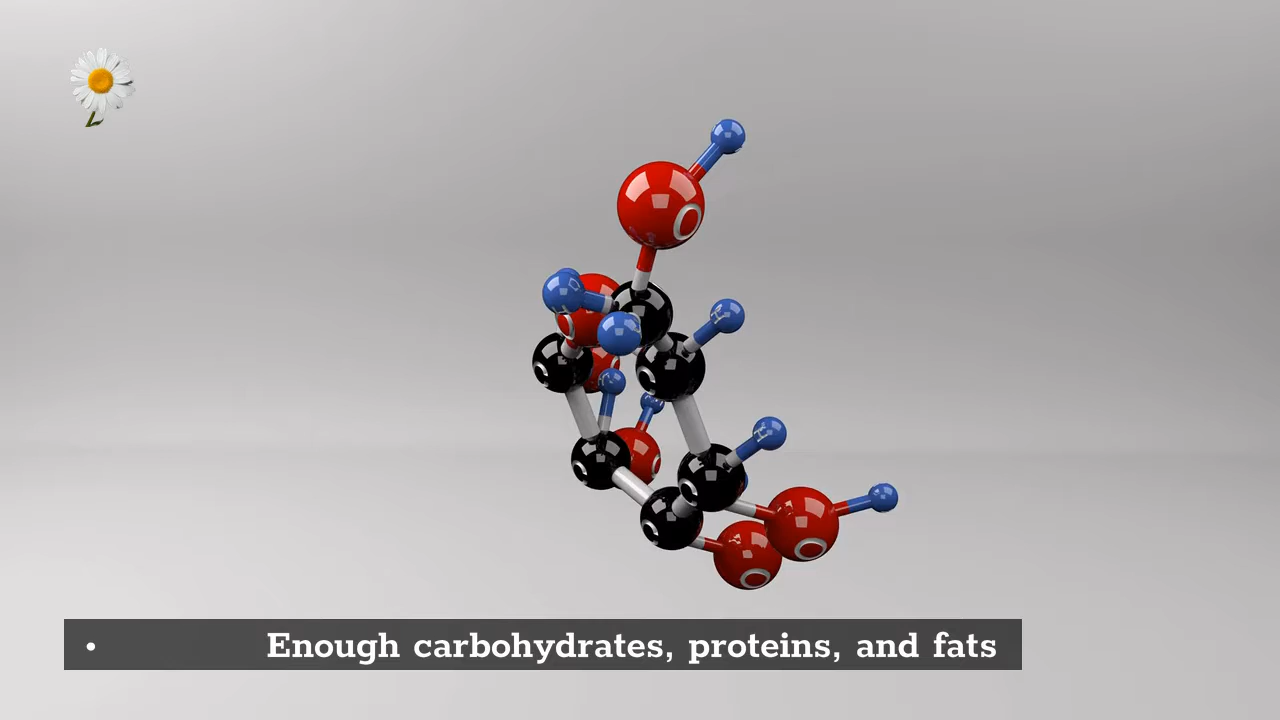 • Enough carbohydrates, proteins, and fats